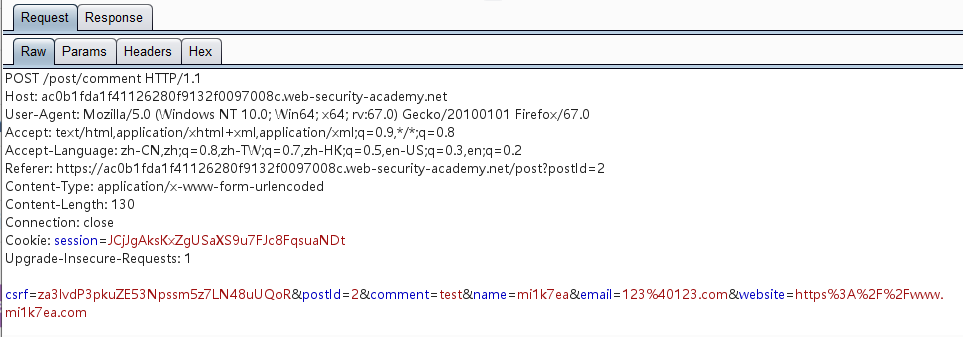 Request Response
Raw Params Headers Hex
POST /post/comment HTTP/1.1
Host: ac0b1fda1f41126280f9132f0097008c.web-security-academy.net
User-Agent: Mozilla/5.0 (Windows NT 10.0; Win64; x64; rv:67.0) Gecko/20100101 Firefox/67.0
Accept: text/html,application/xhtml+xml,application/xml;q=0.9,*/*;q=0.8
Accept-Language: zh-CN,zh;q=0.8,zh-TW;q=0.7,zh-HK;q=0.5,en-US;q=0.3,en;q=0.2
Referer: https://ac0b1fda1f41126280f9132f0097008c.web-security-academy.net/post?postId=2
Content-Type: application/x-www-form-urlencoded
Content-Length: 130
Connection: close
Cookie: session=JCjJgAksKxZgUSaXS9u7FJc8FqsuaNDt
Upgrade-Insecure-Requests: 1
csrf=za3IvdP3pkuZE53Npssm5z7LN48uUQoR&postId=2&comment=test&name=mi1k7ea&email=123%40123.com&website=https%3A%2F%2Fwww.
mi1k7ea.com